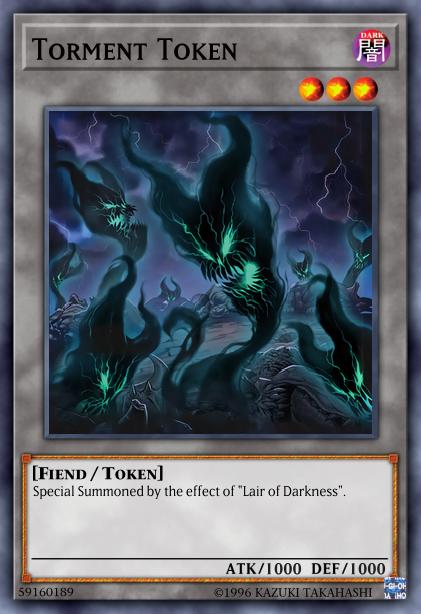 Torment Token
DARK
闇
[Fiend / Token]
Special Summoned by the effect of "Lair of Darkness".
ATK/1000 DEF/1000
59160189
©1996 KAZUKI TAKAHASHI